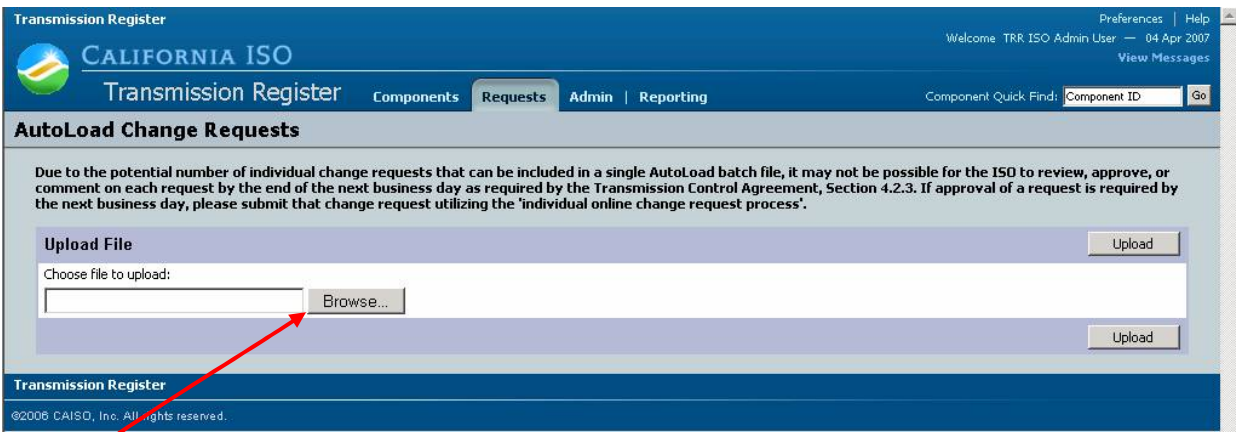 Transmission Register
Preferences | Help
Welcome TRR ISO Admin User — 04 Apr 2007
View Messages
CALIFORNIA ISO
Transmission Register
Components Requests Admin | Reporting
Component Quick Find: Component ID Go
AutoLoad Change Requests
Due to the potential number of individual change requests that can be included in a single AutoLoad batch file, it may not be possible for the ISO to review, approve, or
comment on each request by the end of the next business day as required by the Transmission Control Agreement, Section 4.2.3. If approval of a request is required by
the next business day, please submit that change request utilizing the 'individual online change request process'.
Upload File Upload
Choose file to upload:
Browse...
Upload
Transmission Register
©2006 CAISO, Inc. All rights reserved.